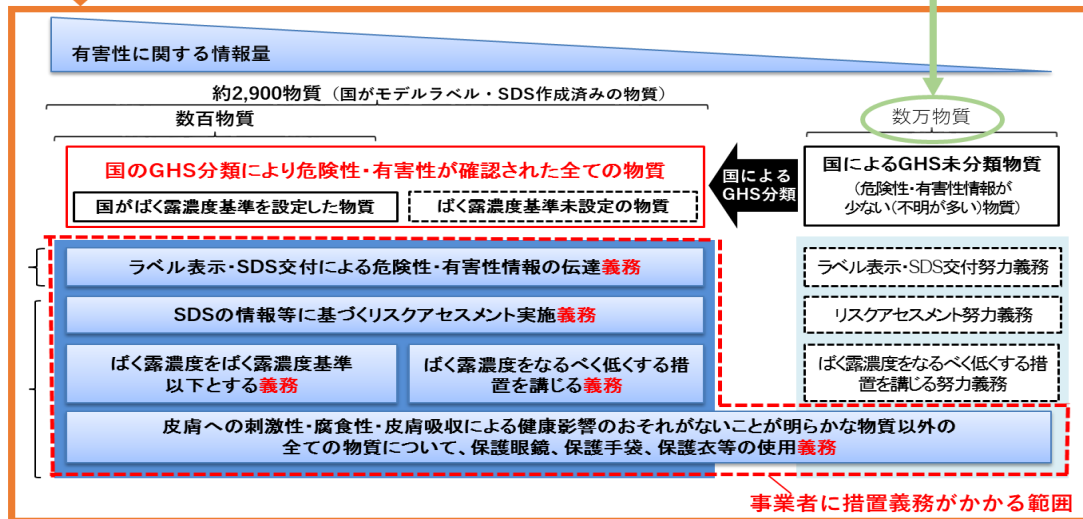 有害性に関する情報量
約2,900物質（国がモデルラベル・SDS作成済みの物質）
数百物質
数万物質
国のGHS分類により危険性・有害性が確認された全ての物質
国がばく露濃度基準を設定した物質
ばく露濃度基準未設定の物質
国による
GHS分類
国によるGHS未分類物質
(危険性・有害性情報が
少ない(不明が多い)物質)
ラベル表示・SDS交付による危険性・有害性情報の伝達義務
ラベル表示・SDS交付努力義務
SDSの情報等に基づくリスクアセスメント実施義務
リスクアセスメント努力義務
ばく露濃度をばく露濃度基準
以下とする義務
ばく露濃度をなるべく低くする措
置を講じる義務
ばく露濃度をなるべく低くする措
置を講じる努力義務
皮膚への刺激性・腐食性・皮膚吸収による健康影響のおそれがないことが明らかな物質以外の
全ての物質について、保護眼鏡、保護手袋、保護衣等の使用義務
事業者に措置義務がかかる範囲